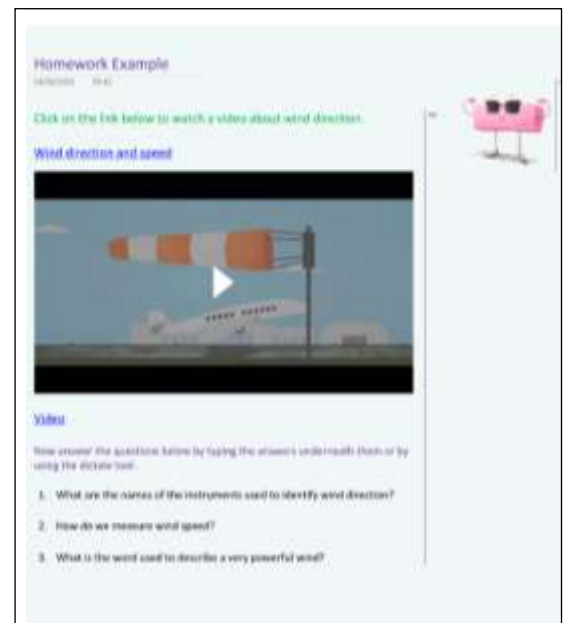 Homework Example
Click on the link below to watch a video about wind direction.
Wind direction and speed
Video
Now answer the questions below by typing the answers underneath them or by
using the dictate tool.
1. What are the names of the instruments used to identify wind direction?
2. How do we measure wind speed?
3. What is the word used to describe a very powerful wind?